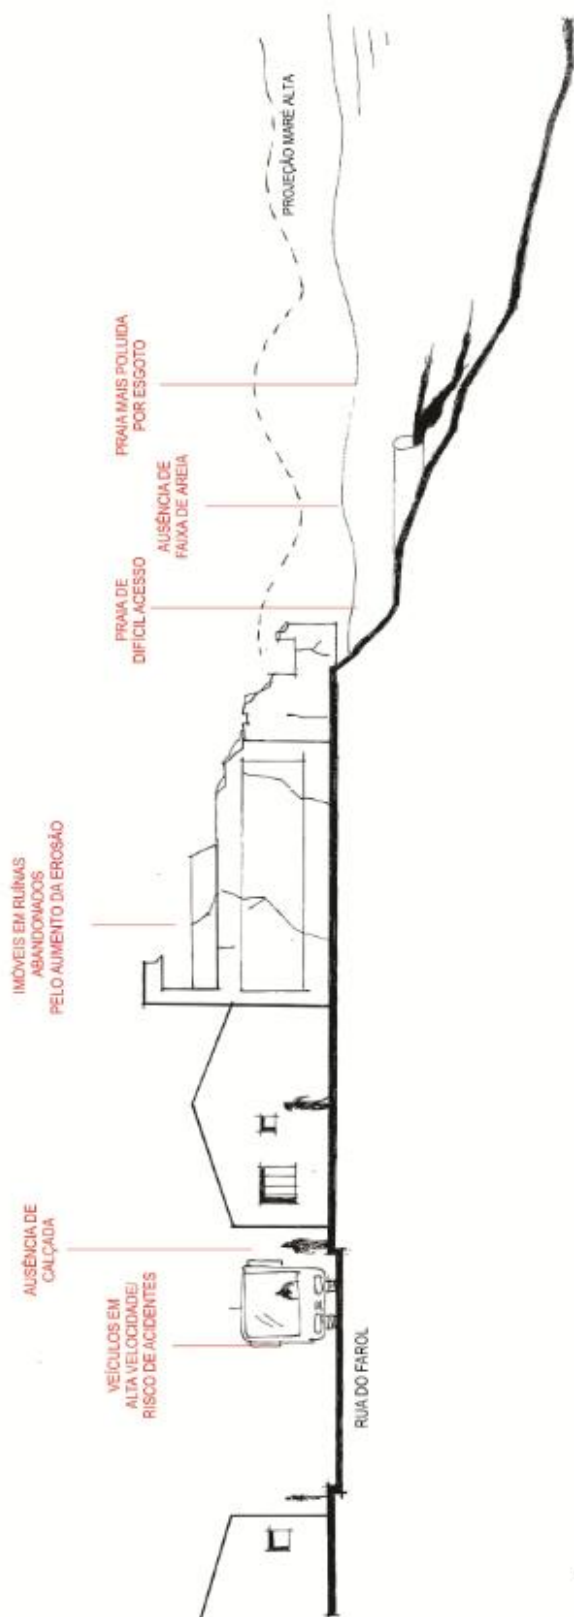 VEÍCULOS EM
ALTA VELOCIDADE/
RISCO DE ACIDENTES
AUSÊNCIA DE
CALÇADA
IMÓVEIS EM RUÍNAS
ABANDONADOS
PELO AUMENTO DA EROSÃO
PRAIA DE
DIFÍCIL ACESSO
AUSÊNCIA DE
FAIXA DE AREIA
PRAIA MAIS POLUIDA
POR ESGOTO
PROJEÇÃO MARÉ ALTA
RUA DO FAROL